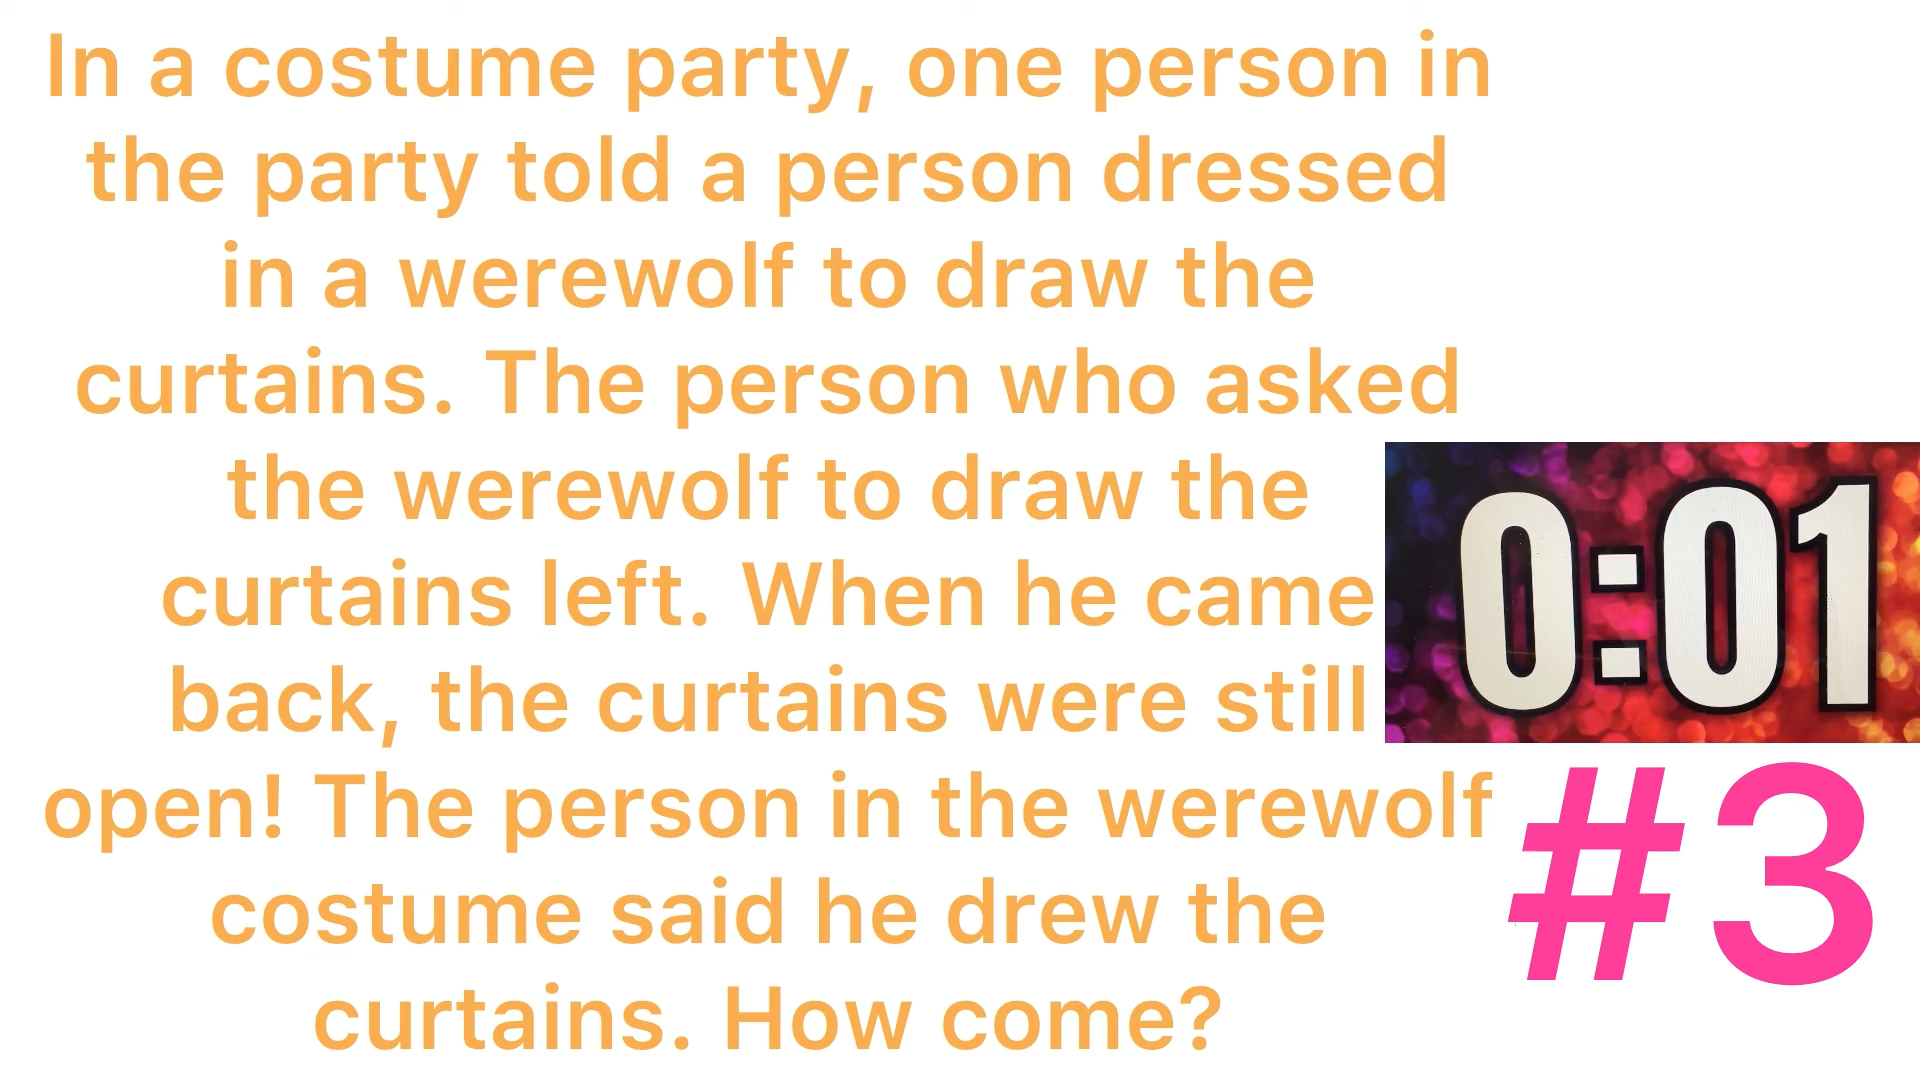 In a costume party, one person in
the party told a person dressed
in a werewolf to draw the
curtains. The person who asked
the werewolf to draw the
curtains left. When he came
back, the curtains were still
open! The person in the werewolf
costume said he drew the
curtains. How come?
0:01
#3